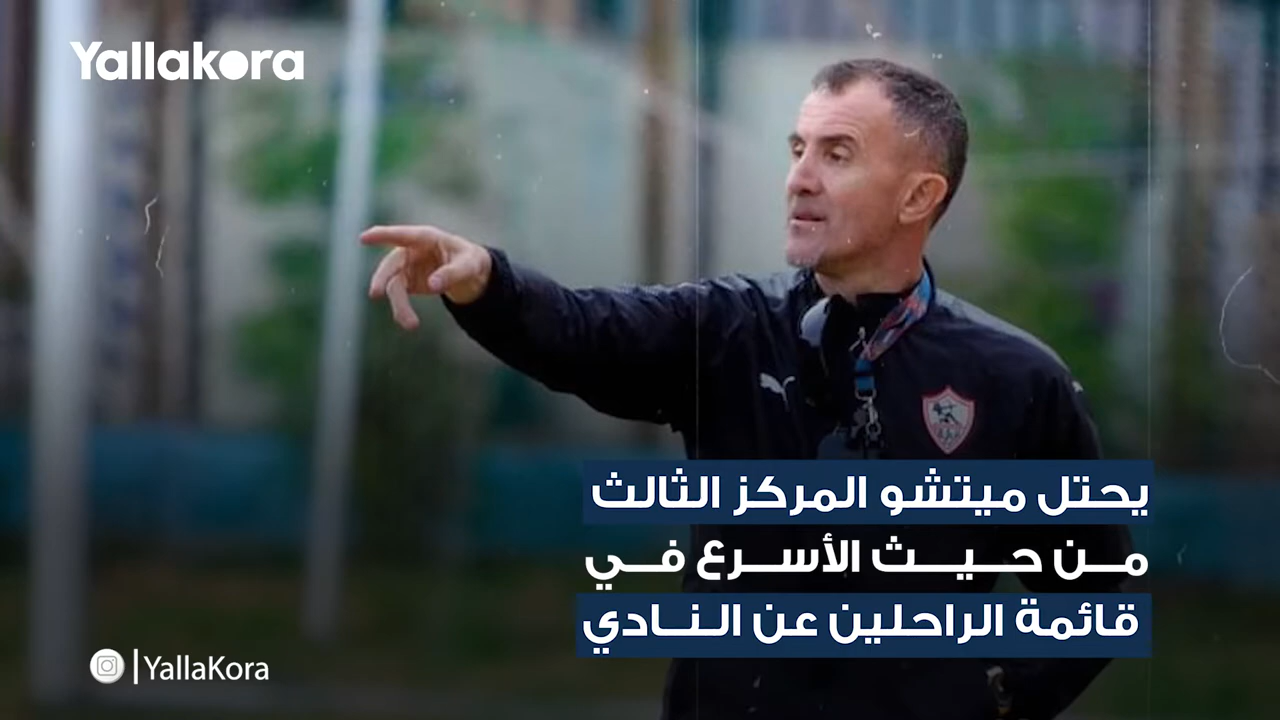 Yallakora
يحتل ميتشو المركز الثالث
من حيث الأسرع في
قائمة الراحلين عن النادي
YallaKora